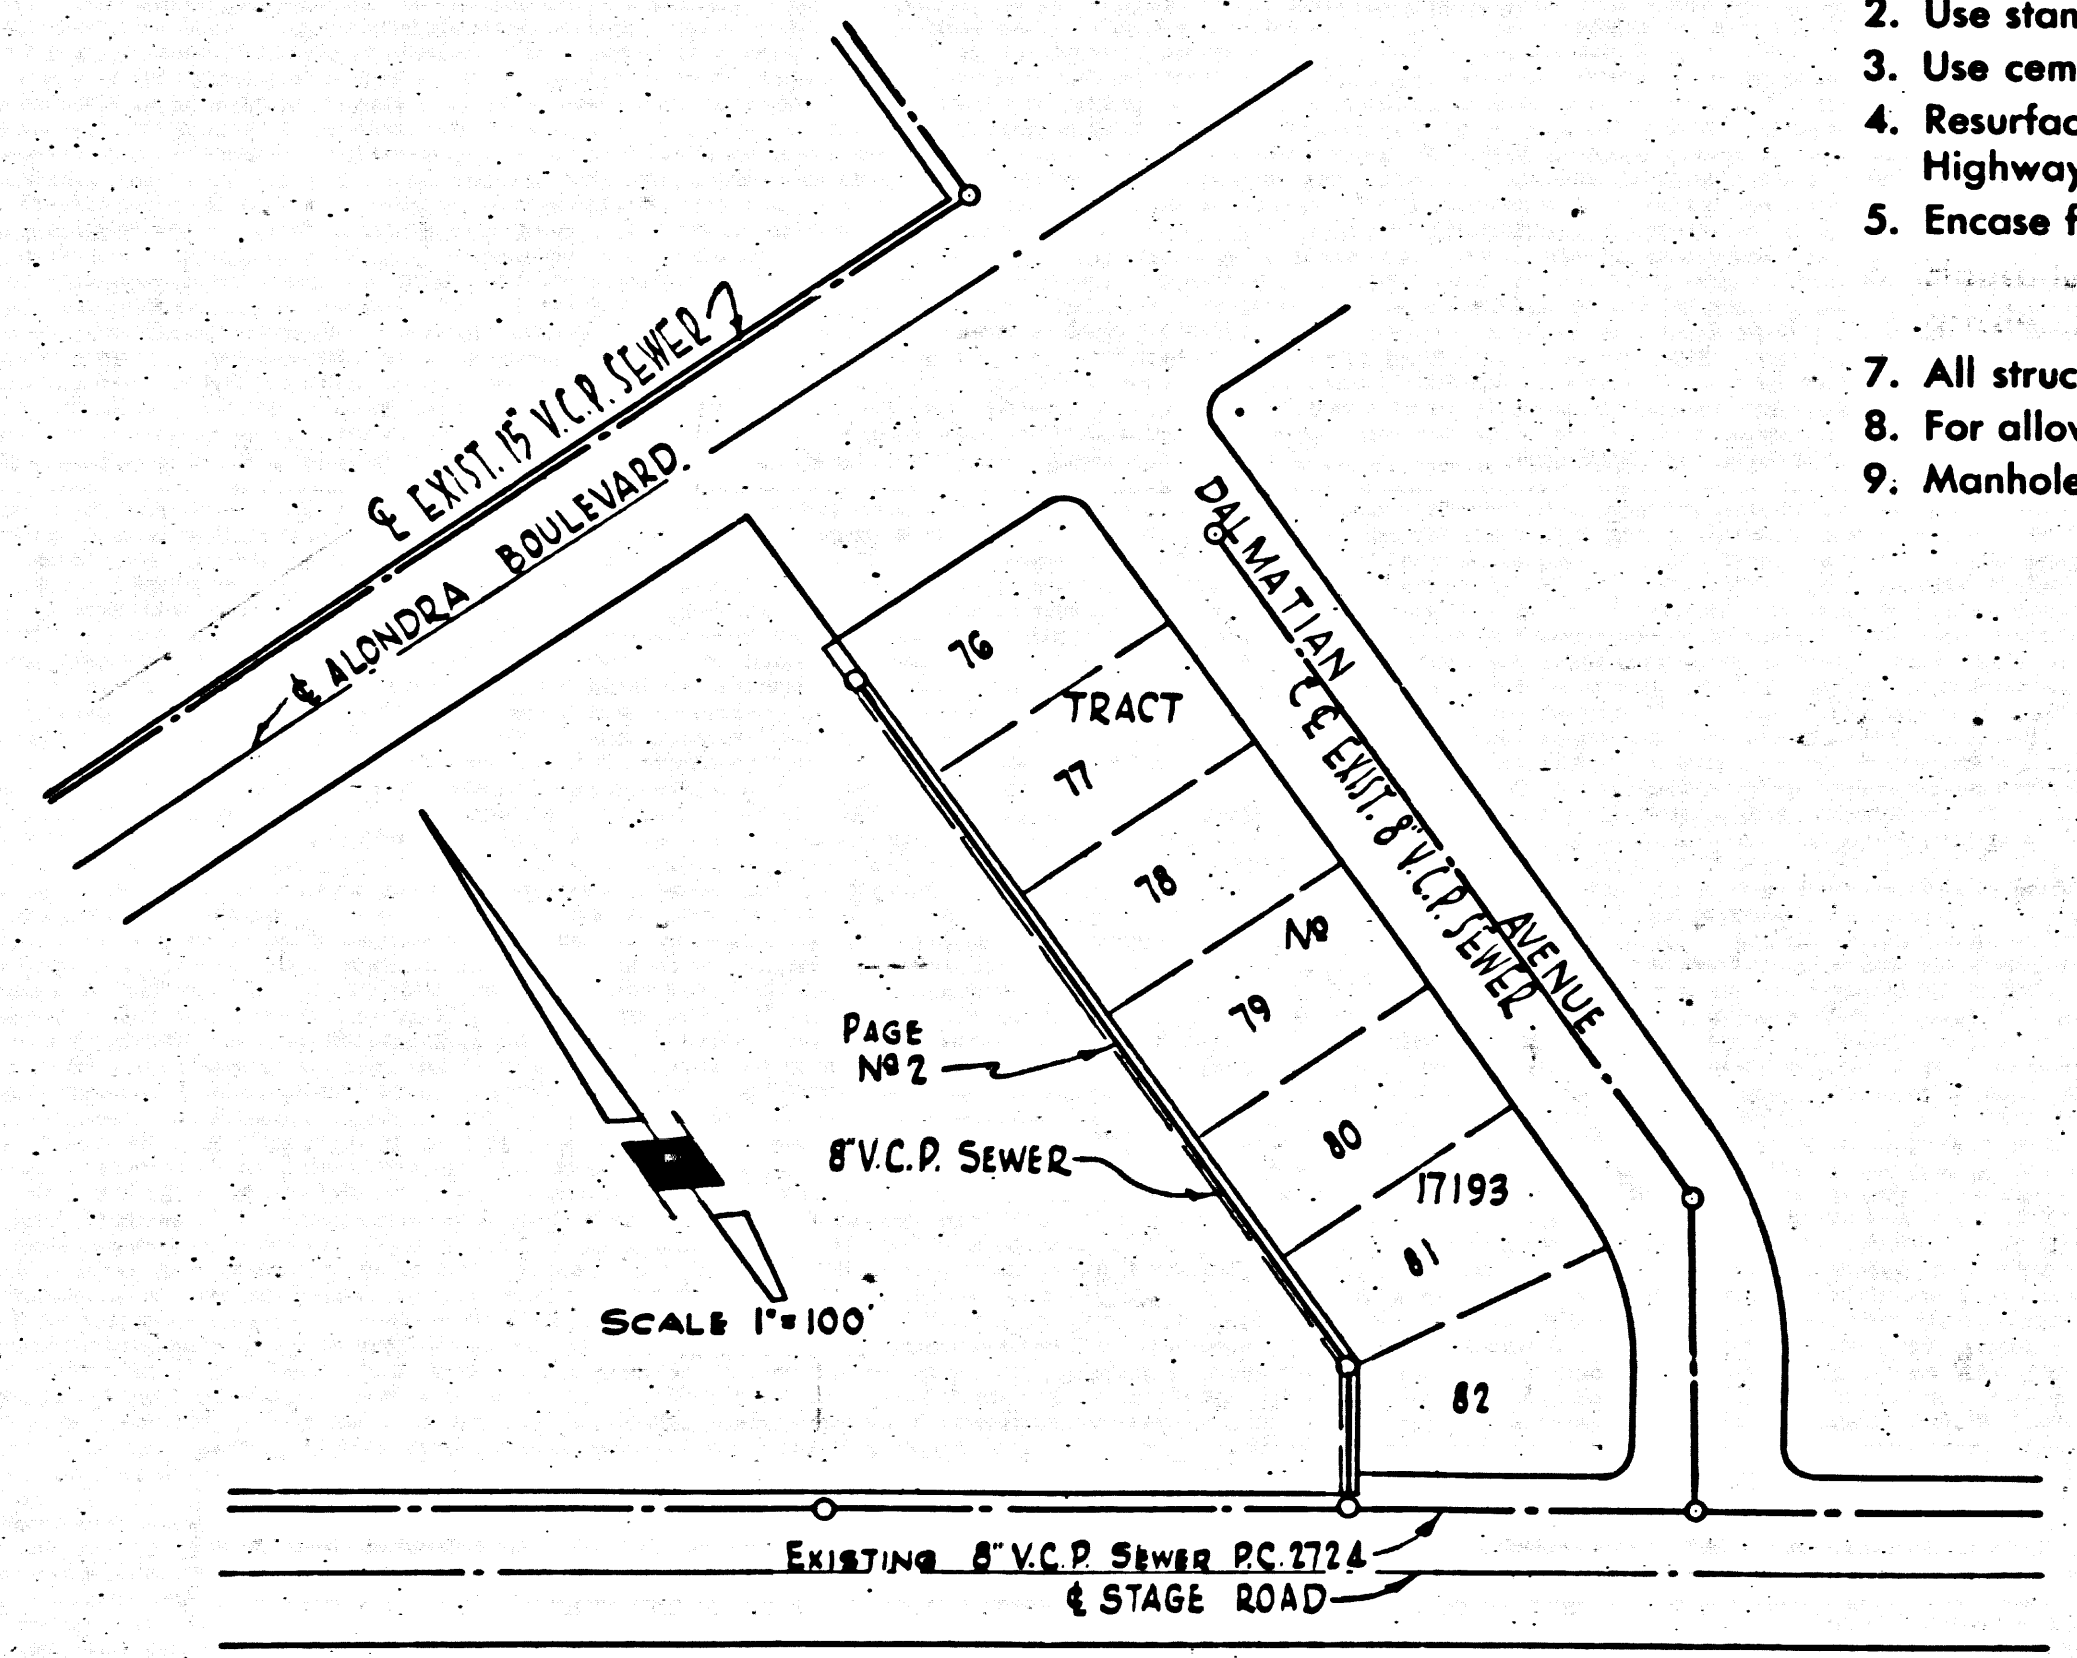 2. Use stan
3. Use cem
4. Resurfac
Highway
5. Encase f
7. All struc
8. For allov
9. Manhole
℄ EXIST. 15" V.C.P. SEWER
℄ ALONDRA BOULEVARD
DALMATIAN AVENUE
℄ EXIST. 8" V.C.P. SEWER
76
TRACT
77
78
Nº
79
PAGE
Nº 2
80
8" V.C.P. SEWER
17193
81
SCALE 1"=100'
82
EXISTING 8" V.C.P. SEWER P.C. 2724
℄ STAGE ROAD